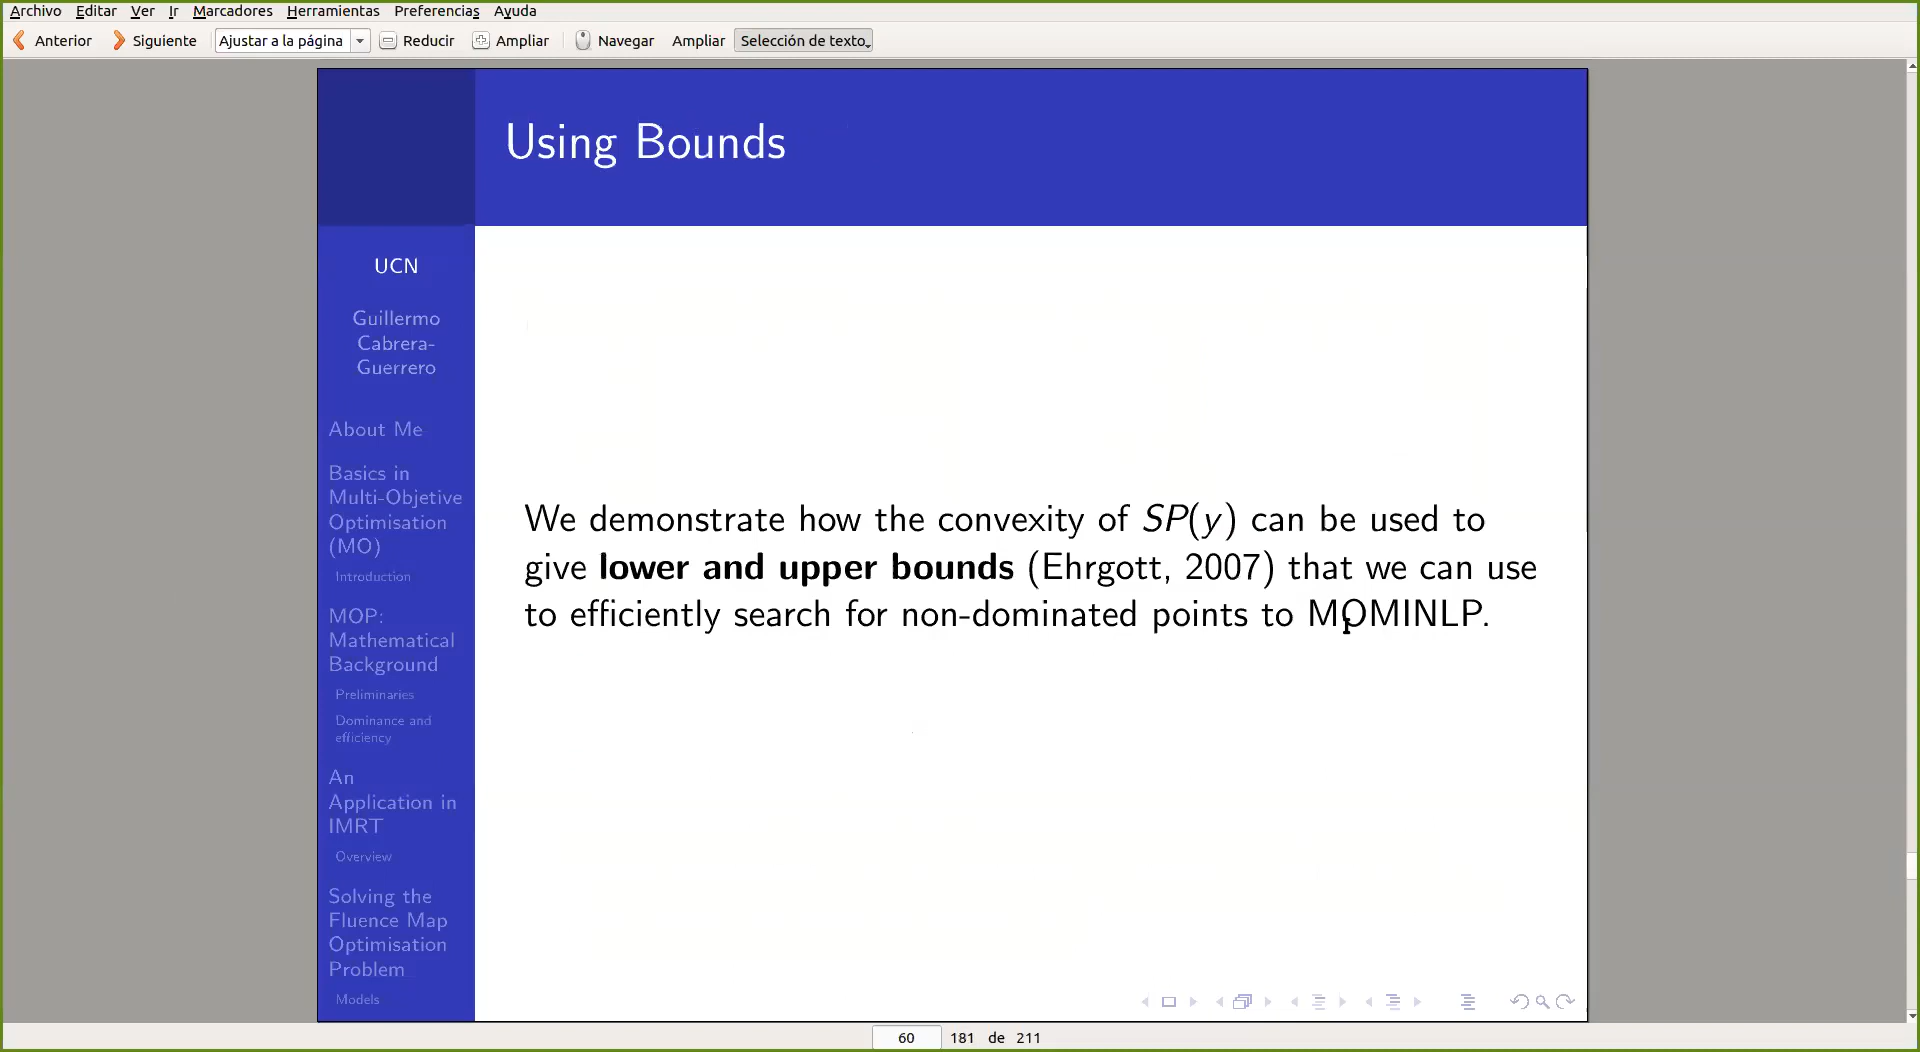 Archivo Editar Ver Ir Marcadores Herramientas Preferencias Ayuda
Anterior Siguiente Ajustar a la página Reducir Ampliar Navegar Ampliar Selección de texto
Using Bounds
UCN
Guillermo
Cabrera-
Guerrero
About Me
Basics in
Multi-Objetive
Optimisation
(MO)
Introduction
MOP:
Mathematical
Background
Preliminaries
Dominance and
efficiency
An
Application in
IMRT
Overview
Solving the
Fluence Map
Optimisation
Problem
Models
We demonstrate how the convexity of SP(y) can be used to
give lower and upper bounds (Ehrgott, 2007) that we can use
to efficiently search for non-dominated points to MOMINLP.
60 181 de 211